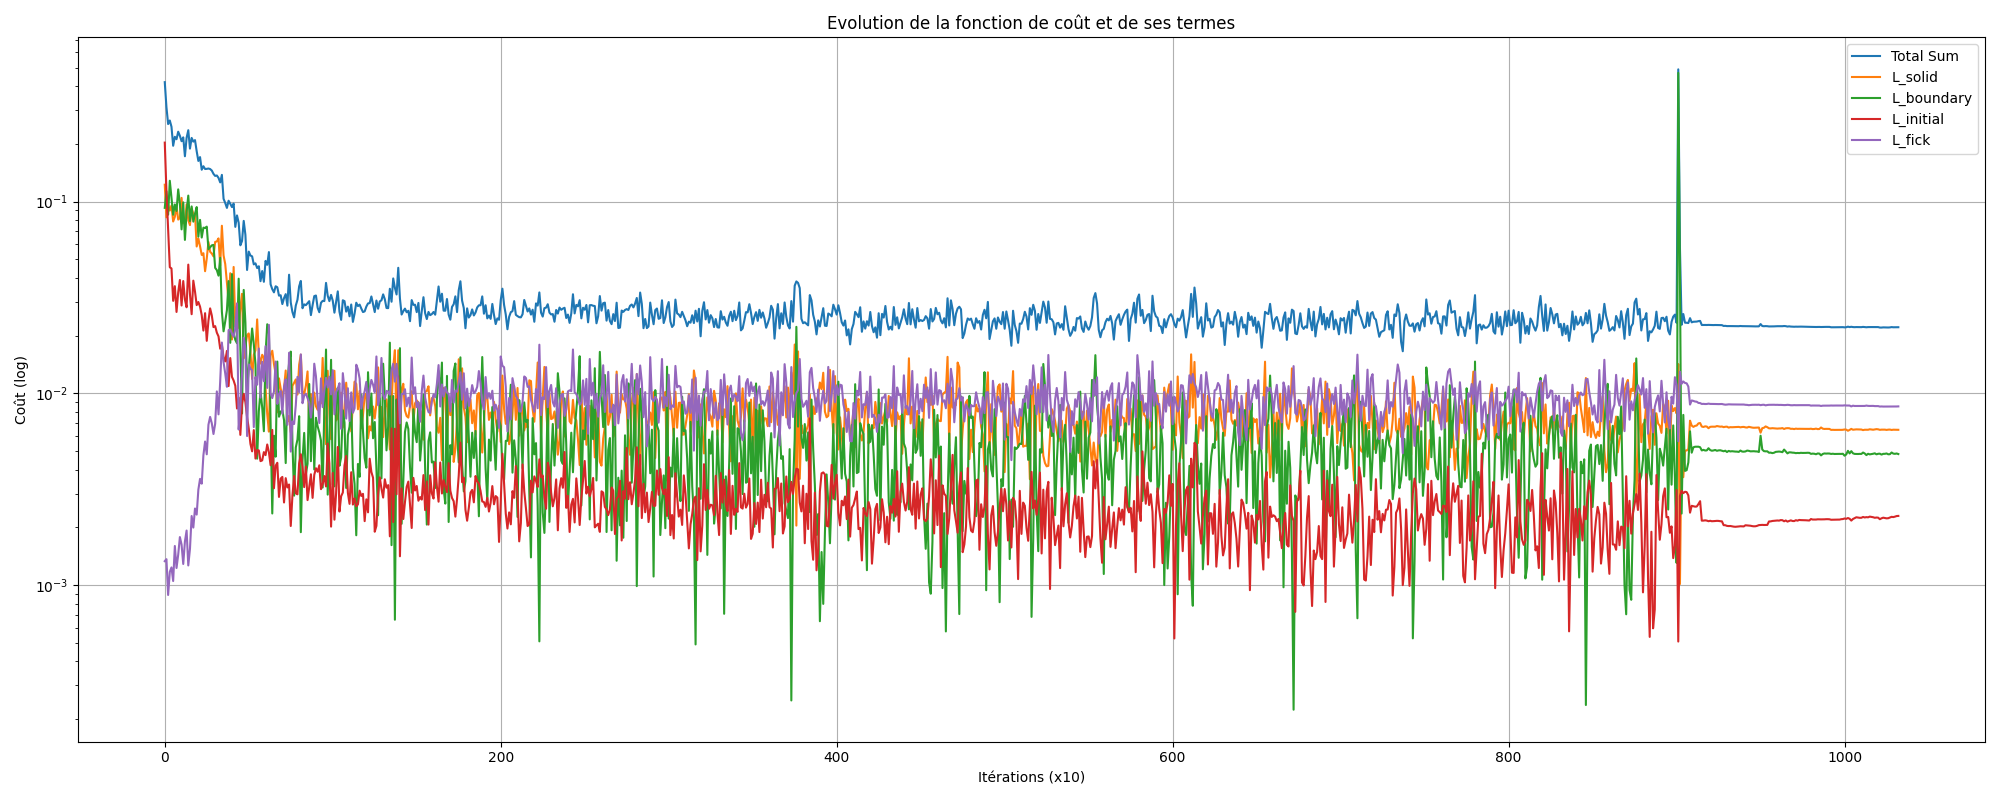 Evolution de la fonction de coût et de ses termes
Total Sum
L_solid
L_boundary
L_initial
L_fick
10⁻¹
10⁻²
10⁻³
Coût (log)
0 200 400 600 800 1000
Itérations (x10)